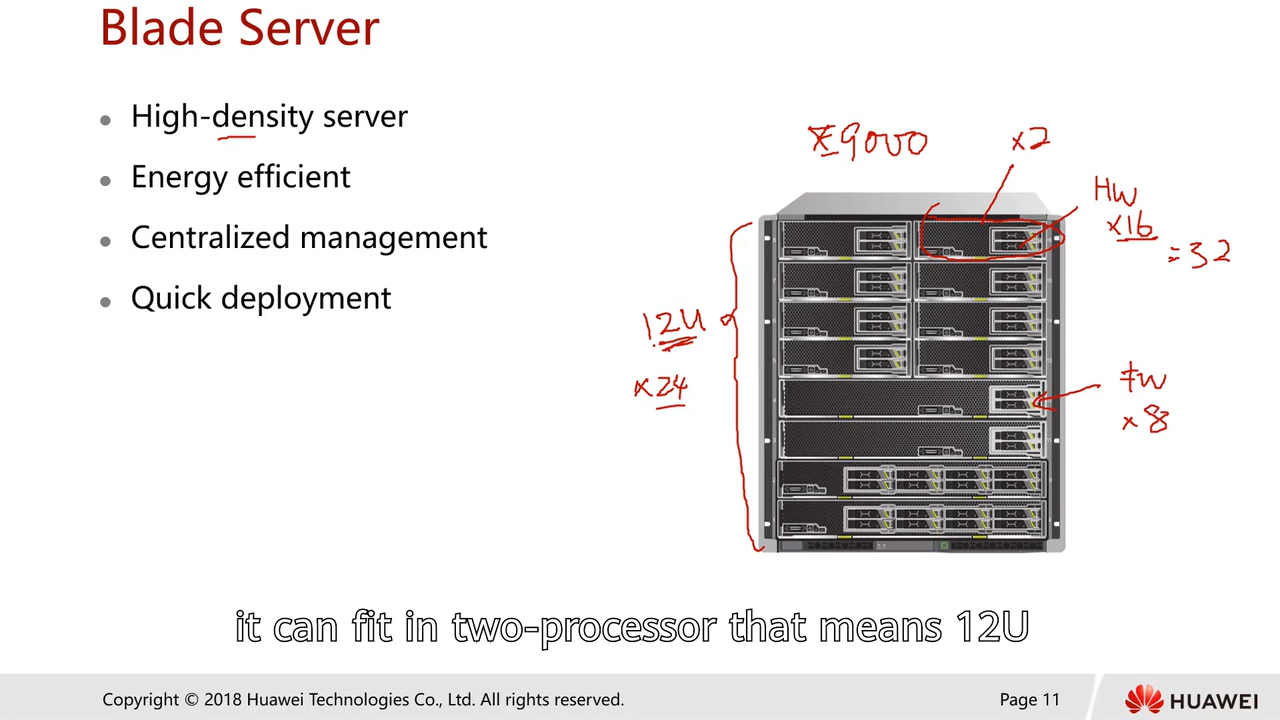 Blade Server
High-density server
Energy efficient
Centralized management
Quick deployment
E9000
x2
HW
x16
=32
12U
x24
FW
x8
it can fit in two-processor that means 12U
Copyright © 2018 Huawei Technologies Co., Ltd. All rights reserved.
Page 11
HUAWEI